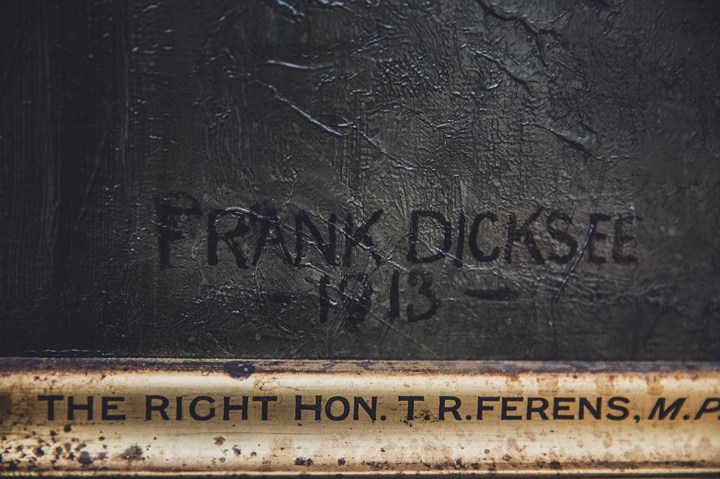 FRANK DICKSEE
- 1913 -
THE RIGHT HON. T.R.FERENS, M.P